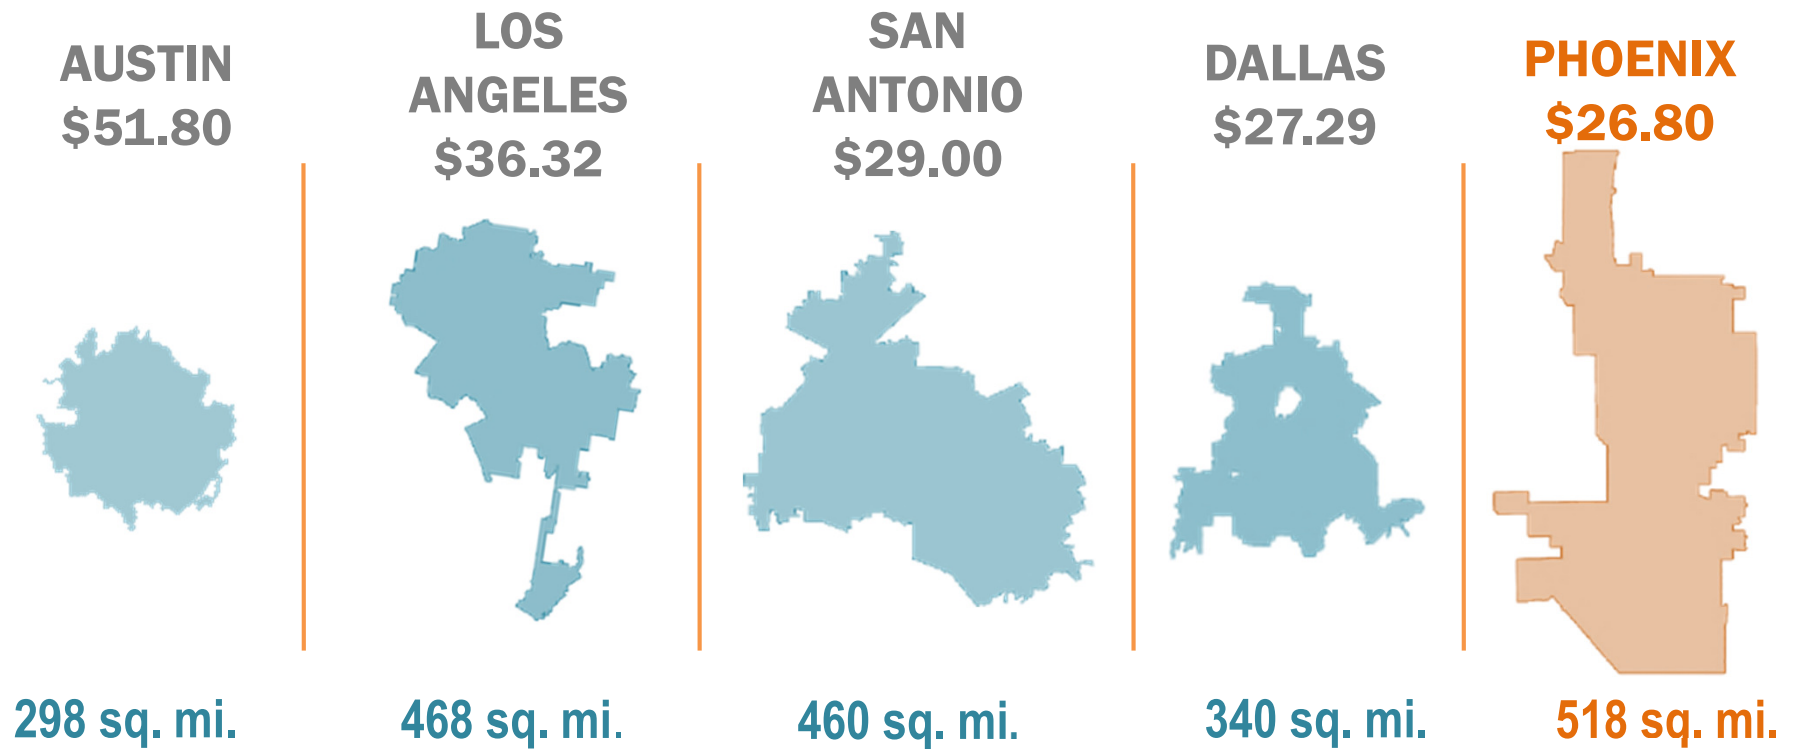 AUSTIN
$51.80
298 sq. mi.
LOS
ANGELES
$36.32
468 sq. mi.
SAN
ANTONIO
$29.00
460 sq. mi.
DALLAS
$27.29
340 sq. mi.
PHOENIX
$26.80
518 sq. mi.